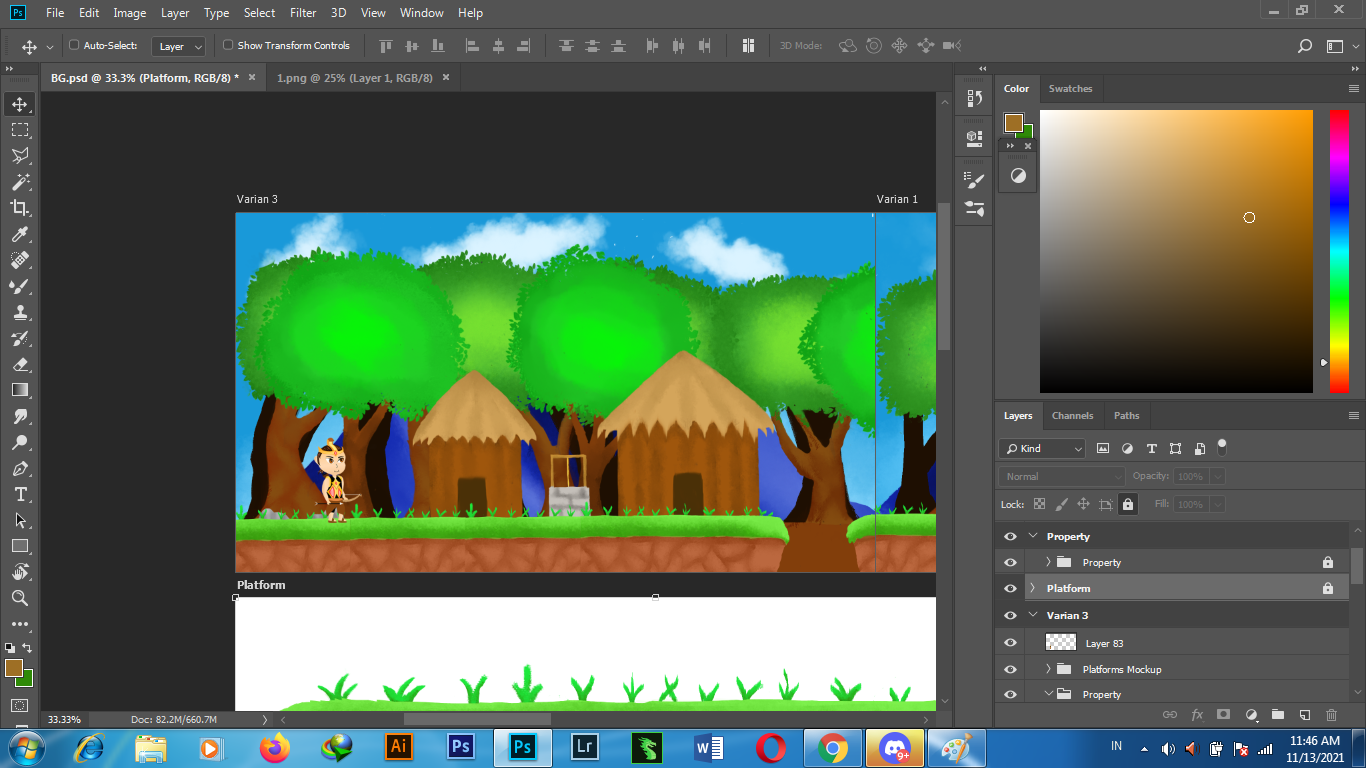 Ps File Edit Image Layer Type Select Filter 3D View Window Help
Auto-Select: Layer Show Transform Controls 3D Mode:
BG.psd @ 33.3% (Platform, RGB/8) * × 1.png @ 25% (Layer 1, RGB/8) ×
Color Swatches
Varian 3 Varian 1
Platform
Layers Channels Paths
Kind
Normal Opacity: 100%
Lock: Fill: 100%
Property
Property
Platform
Varian 3
Layer 83
Platforms Mockup
Property
33.33% Doc: 82.2M/660.7M
fx
Ai Ps Ps Lr W 9+ IN 11:46 AM
11/13/2021